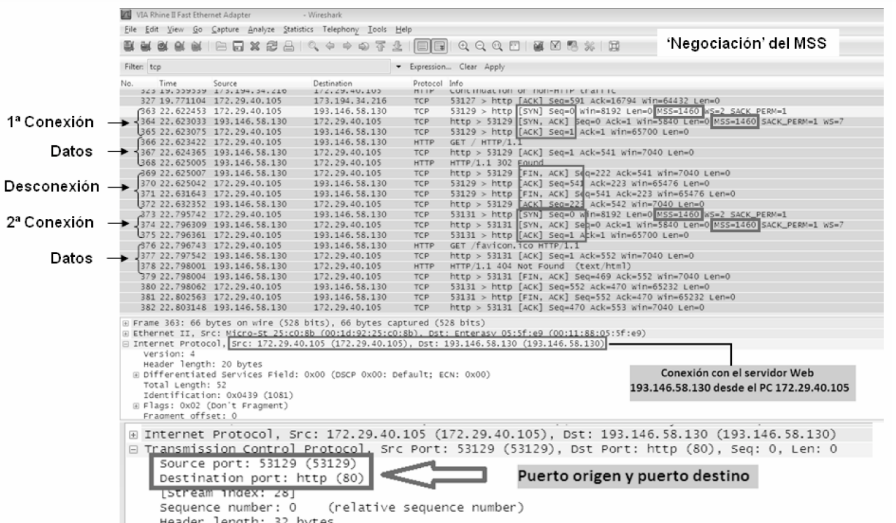 VIA Rhine II Fast Ethernet Adapter - Wireshark
File Edit View Go Capture Analyze Statistics Telephony Tools Help
'Negociación' del MSS
Filter: tcp Expression... Clear Apply
No. Time Source Destination Protocol Info
325 19.559539 173.194.34.216 172.29.40.105 HTTP Continuation or non-HTTP traffic
327 19.771104 172.29.40.105 173.194.34.216 TCP 53127 > http [ACK] Seq=591 Ack=16794 Win=64432 Len=0
1ª Conexión
363 22.622453 172.29.40.105 193.146.58.130 TCP 53129 > http [SYN] Seq=0 Win=8192 Len=0 MSS=1460 WS=2 SACK_PERM=1
364 22.623033 193.146.58.130 172.29.40.105 TCP http > 53129 [SYN, ACK] Seq=0 Ack=1 Win=5840 Len=0 MSS=1460 SACK_PERM=1 WS=7
365 22.623075 172.29.40.105 193.146.58.130 TCP 53129 > http [ACK] Seq=1 Ack=1 Win=65700 Len=0
Datos
366 22.623422 172.29.40.105 193.146.58.130 HTTP GET / HTTP/1.1
367 22.624365 193.146.58.130 172.29.40.105 TCP http > 53129 [ACK] Seq=1 Ack=541 Win=7040 Len=0
368 22.625005 193.146.58.130 172.29.40.105 HTTP HTTP/1.1 302 Found
Desconexión
369 22.625007 193.146.58.130 172.29.40.105 TCP http > 53129 [FIN, ACK] Seq=222 Ack=541 Win=7040 Len=0
370 22.625042 172.29.40.105 193.146.58.130 TCP 53129 > http [ACK] Seq=541 Ack=223 Win=65476 Len=0
371 22.631643 172.29.40.105 193.146.58.130 TCP 53129 > http [FIN, ACK] Seq=541 Ack=223 Win=65476 Len=0
372 22.632352 193.146.58.130 172.29.40.105 TCP http > 53129 [ACK] Seq=223 Ack=542 Win=7040 Len=0
2ª Conexión
373 22.795742 172.29.40.105 193.146.58.130 TCP 53131 > http [SYN] Seq=0 Win=8192 Len=0 MSS=1460 WS=2 SACK_PERM=1
374 22.796309 193.146.58.130 172.29.40.105 TCP http > 53131 [SYN, ACK] Seq=0 Ack=1 Win=5840 Len=0 MSS=1460 SACK_PERM=1 WS=7
375 22.796361 172.29.40.105 193.146.58.130 TCP 53131 > http [ACK] Seq=1 Ack=1 Win=65700 Len=0
Datos
376 22.796743 172.29.40.105 193.146.58.130 HTTP GET /favicon.ico HTTP/1.1
377 22.797542 193.146.58.130 172.29.40.105 TCP http > 53131 [ACK] Seq=1 Ack=552 Win=7040 Len=0
378 22.798001 193.146.58.130 172.29.40.105 HTTP HTTP/1.1 404 Not Found (text/html)
379 22.798004 193.146.58.130 172.29.40.105 TCP http > 53131 [FIN, ACK] Seq=469 Ack=552 Win=7040 Len=0
380 22.798062 172.29.40.105 193.146.58.130 TCP 53131 > http [ACK] Seq=552 Ack=470 Win=65232 Len=0
381 22.802563 172.29.40.105 193.146.58.130 TCP 53131 > http [FIN, ACK] Seq=552 Ack=470 Win=65232 Len=0
382 22.803148 193.146.58.130 172.29.40.105 TCP http > 53131 [ACK] Seq=470 Ack=553 Win=7040 Len=0
Frame 363: 66 bytes on wire (528 bits), 66 bytes captured (528 bits)
Ethernet II, Src: Micro-St_25:c0:8b (00:1d:92:25:c0:8b), Dst: Enterasy_05:5f:e9 (00:11:88:05:5f:e9)
Internet Protocol, Src: 172.29.40.105 (172.29.40.105), Dst: 193.146.58.130 (193.146.58.130)
Version: 4
Header length: 20 bytes
Differentiated Services Field: 0x00 (DSCP 0x00: Default; ECN: 0x00)
Total Length: 52
Identification: 0x0439 (1081)
Flags: 0x02 (Don't Fragment)
Fragment offset: 0
Conexión con el servidor Web
193.146.58.130 desde el PC 172.29.40.105
Internet Protocol, Src: 172.29.40.105 (172.29.40.105), Dst: 193.146.58.130 (193.146.58.130)
Transmission Control Protocol, Src Port: 53129 (53129), Dst Port: http (80), Seq: 0, Len: 0
Source port: 53129 (53129)
Destination port: http (80)
Puerto origen y puerto destino
[Stream index: 28]
Sequence number: 0 (relative sequence number)
Header length: 32 bytes